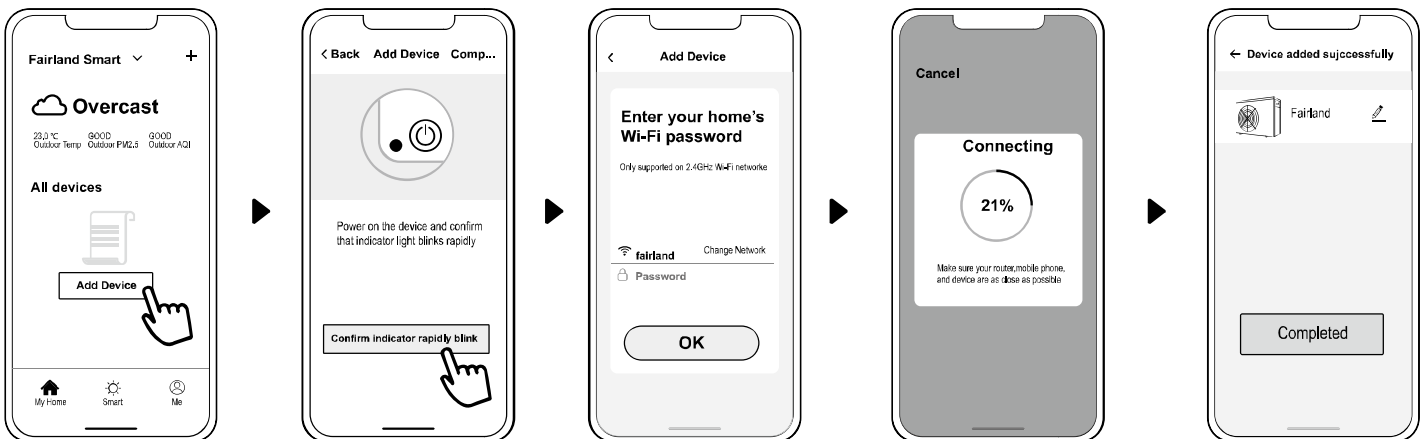 Fairland Smart
+
Overcast
23,0 ℃ GOOD GOOD
Outdoor Temp Outdoor PM2.5 Outdoor AQI
All devices
Add Device
My Home Smart Me
< Back Add Device Comp...
Power on the device and confirm
that indicator light blinks rapidly
Confirm indicator rapidly blink
< Add Device
Enter your home's
Wi-Fi password
Only supported on 2.4GHz Wi-Fi networke
fairland Change Network
Password
OK
Cancel
Connecting
21%
Make sure your router,mobile phone,
and device are as close as possible
← Device added sujccessfully
Fairland
Completed